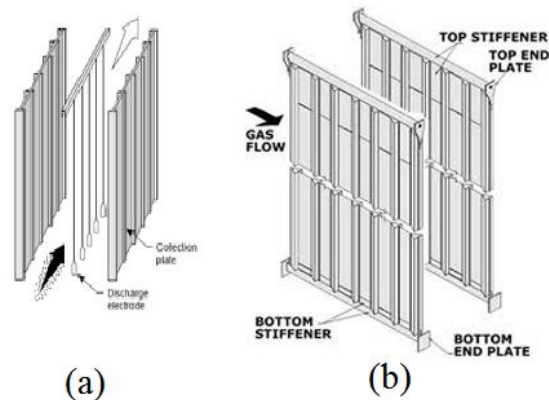 Collection
plate
Discharge
electrode
(a)
TOP STIFFENER
TOP END
PLATE
GAS
FLOW
BOTTOM
STIFFENER
BOTTOM
END PLATE
(b)